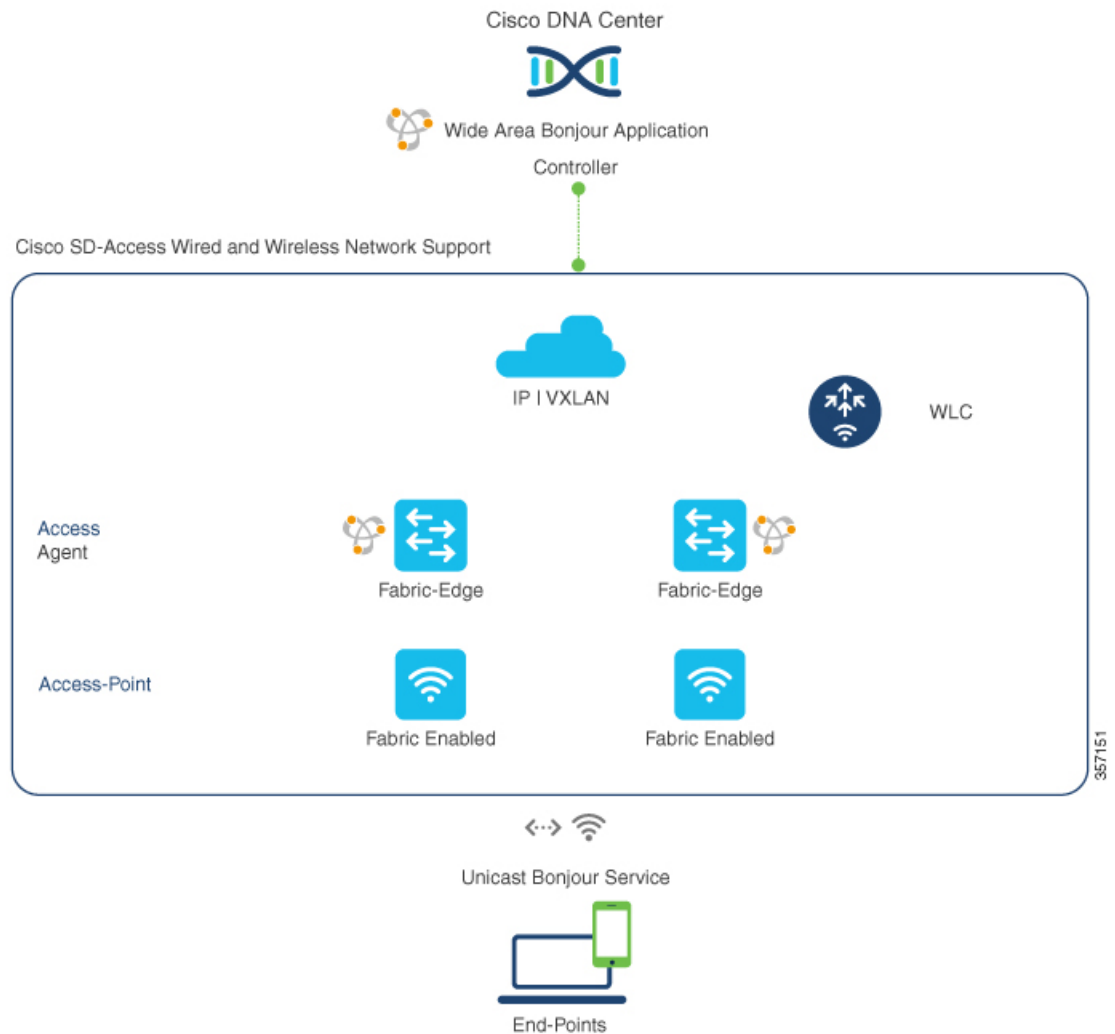 Cisco DNA Center
Wide Area Bonjour Application
Controller
Cisco SD-Access Wired and Wireless Network Support
IP | VXLAN
WLC
Access
Agent
Fabric-Edge
Fabric-Edge
Access-Point
Fabric Enabled
Fabric Enabled
357151
Unicast Bonjour Service
End-Points